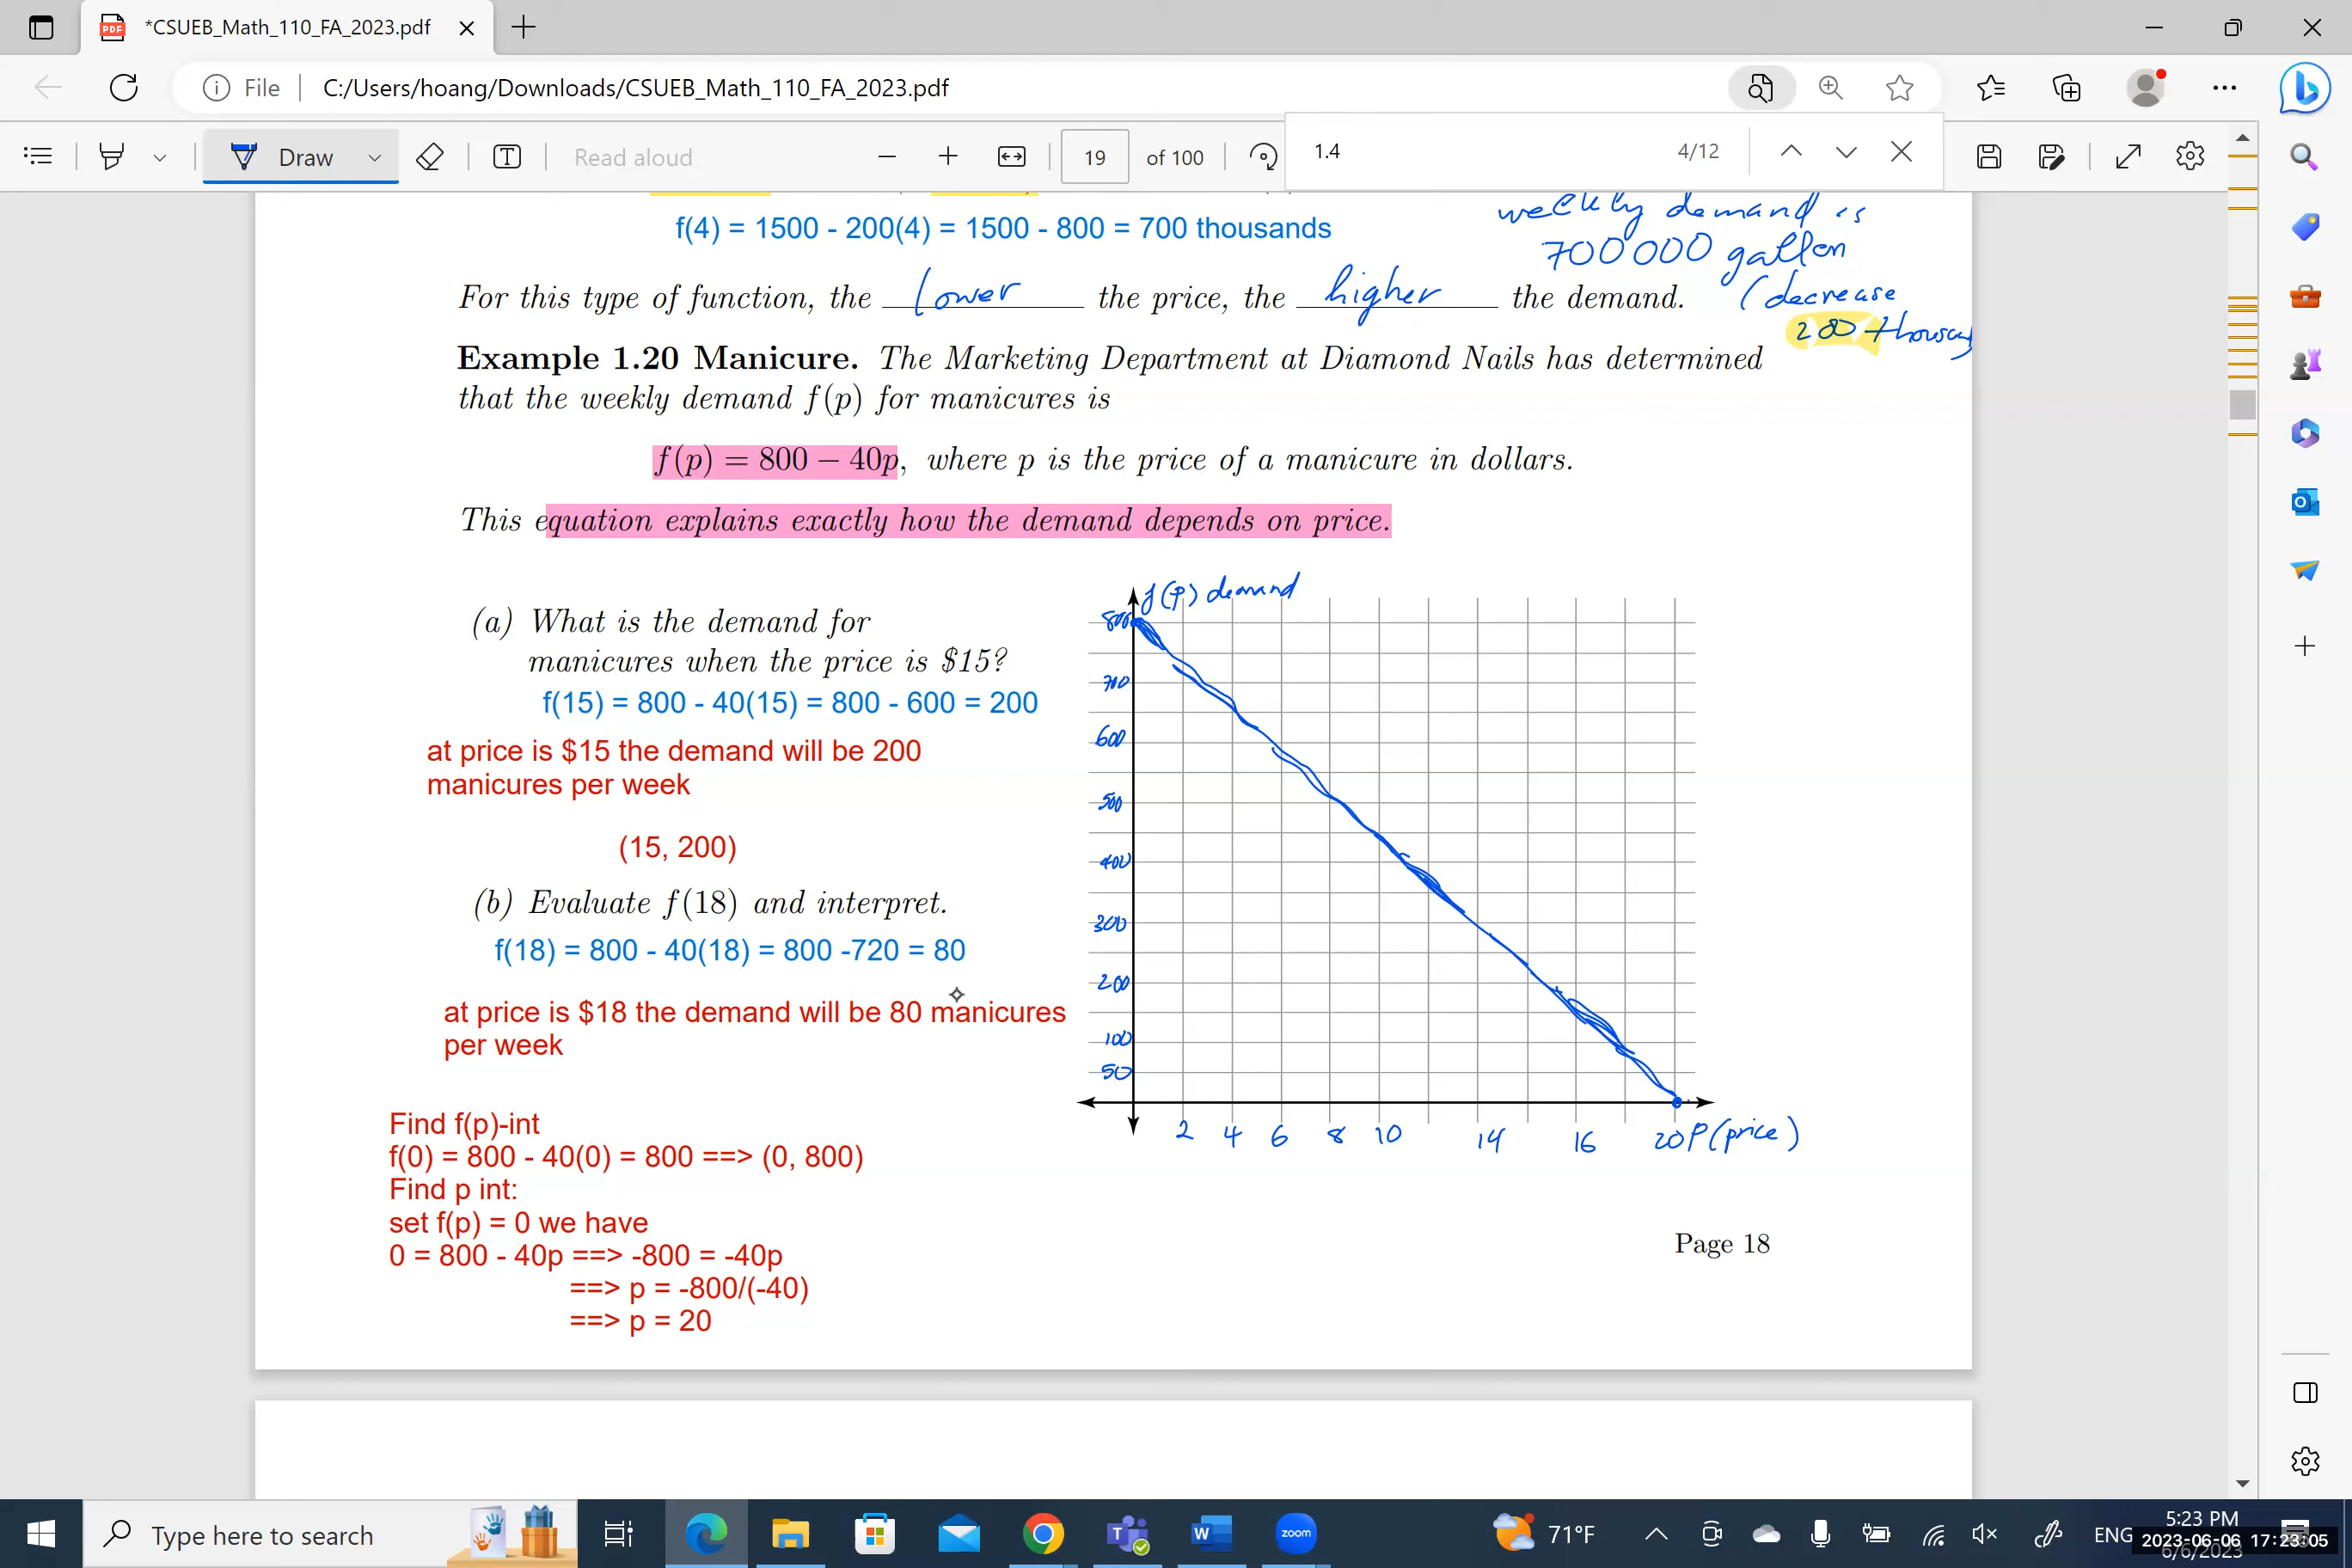 *CSUEB_Math_110_FA_2023.pdf
File
C:/Users/hoang/Downloads/CSUEB_Math_110_FA_2023.pdf
Draw
Read aloud
19
of 100
1.4
4/12
f(4) = 1500 - 200(4) = 1500 - 800 = 700 thousands
weekly demand is
700000 gallon
(decrease
200 thousand
For this type of function, the lower the price, the higher the demand.
Example 1.20 Manicure. The Marketing Department at Diamond Nails has determined
that the weekly demand f(p) for manicures is
f(p) = 800 − 40p, where p is the price of a manicure in dollars.
This equation explains exactly how the demand depends on price.
(a) What is the demand for
manicures when the price is $15?
f(15) = 800 - 40(15) = 800 - 600 = 200
at price is $15 the demand will be 200
manicures per week
(15, 200)
(b) Evaluate f(18) and interpret.
f(18) = 800 - 40(18) = 800 -720 = 80
at price is $18 the demand will be 80 manicures
per week
Find f(p)-int
f(0) = 800 - 40(0) = 800 ==> (0, 800)
Find p int:
set f(p) = 0 we have
0 = 800 - 40p ==> -800 = -40p
==> p = -800/(-40)
==> p = 20
f(p) demand
800
700
600
500
400
300
200
100
50
2 4 6 8 10 14 16 20 P(price)
Page 18
Type here to search
zoom
71°F
ENG
5:23 PM
2023-06-06 17:23:05
6/6/2023